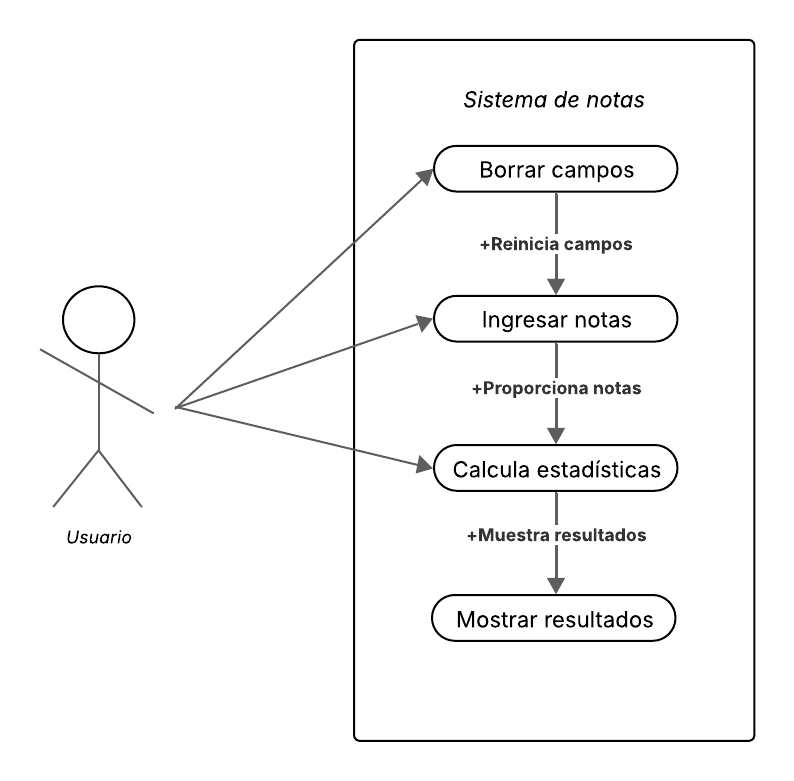 Sistema de notas
Borrar campos
+Reinicia campos
Ingresar notas
+Proporciona notas
Calcula estadísticas
+Muestra resultados
Usuario
Mostrar resultados